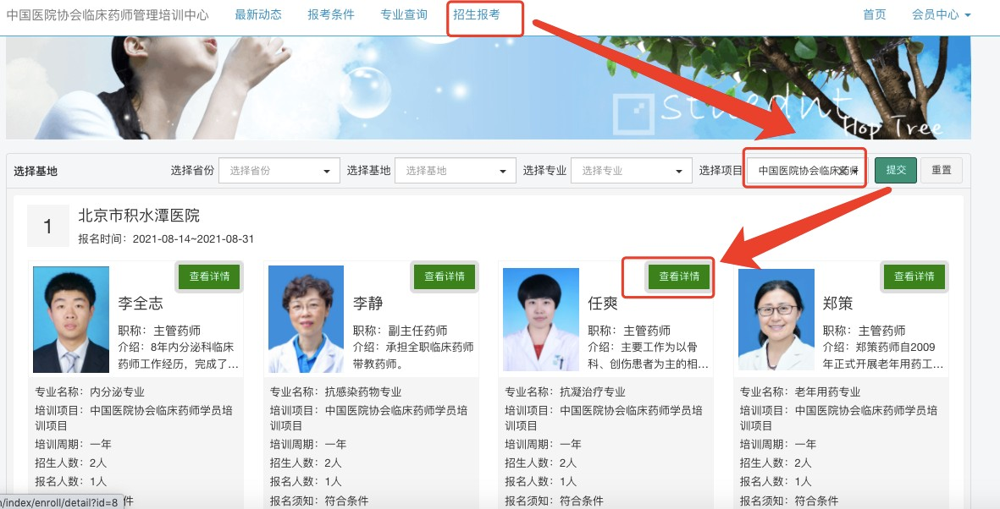 中国医院协会临床药师管理培训中心 最新动态 报考条件 专业查询 招生报考 首页 会员中心
stuednt
Hop Tree
选择基地 选择省份 选择省份 选择基地 选择基地 选择专业 选择专业 选择项目 中国医院协会临床药师 提交 重置
1 北京市积水潭医院
报名时间：2021-08-14~2021-08-31
查看详情 查看详情 查看详情 查看详情
李全志 李静 任爽 郑策
职称：主管药师 职称：副主任药师 职称：主管药师 职称：主管药师
介绍：8年内分泌科临床 介绍：承担全职临床药师 介绍：主要工作为以骨 介绍：郑策药师自2009
药师工作经历，完成了... 带教药师。 科、创伤患者为主的相... 年正式开展老年用药工...
专业名称：内分泌专业 专业名称：抗感染药物专业 专业名称：抗凝治疗专业 专业名称：老年用药专业
培训项目：中国医院协会临床药师学员培 培训项目：中国医院协会临床药师学员培 培训项目：中国医院协会临床药师学员培 培训项目：中国医院协会临床药师学员培
训项目 训项目 训项目 训项目
培训周期：一年 培训周期：一年 培训周期：一年 培训周期：一年
招生人数：2人 招生人数：2人 招生人数：2人 招生人数：2人
报名人数：1人 报名人数：1人 报名人数：1人 报名人数：1人
n/index/enroll/detail?id=8 件 报名须知：符合条件 报名须知：符合条件 报名须知：符合条件